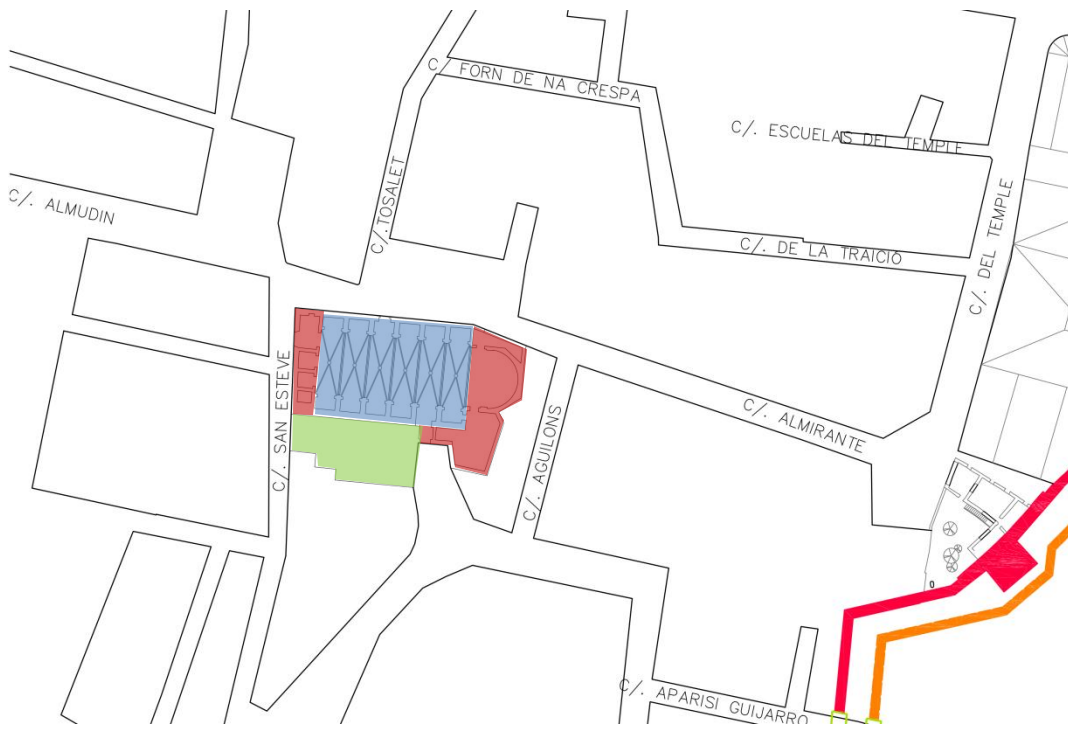 C/ FORN DE NA CRESPA
C/. ESCUELAS DEL TEMPLE
C/. ALMUDIN
C/.TOSALET
C/. DE LA TRAICIÓ
C/. DEL TEMPLE
C/. SAN ESTEVE
C/. AGUILONS
C/. ALMIRANTE
C/. APARISI GUIJARRO